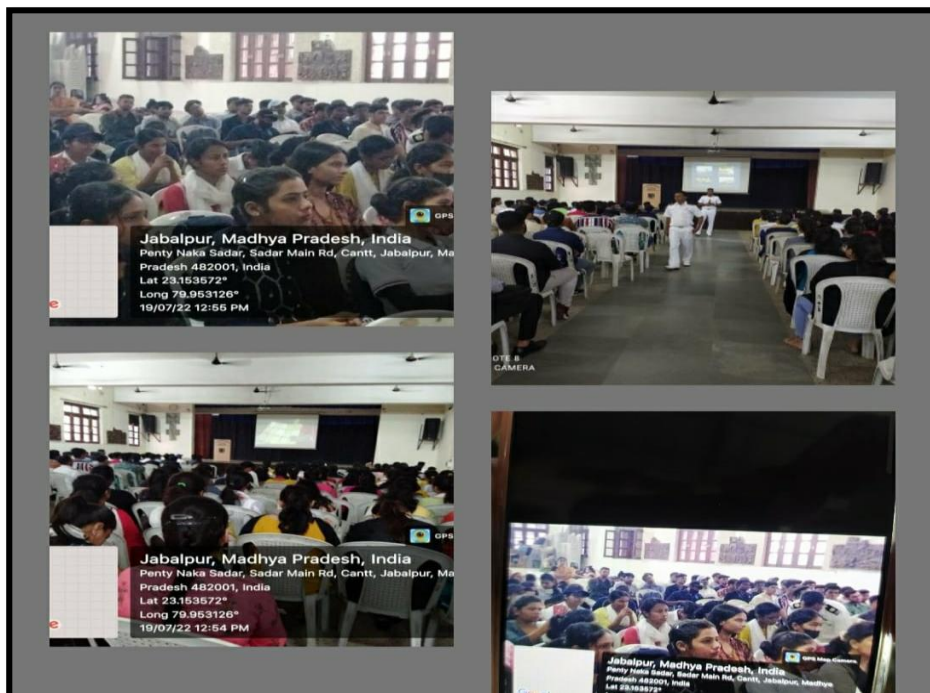 GPS
Jabalpur, Madhya Pradesh, India
Penty Naka Sadar, Sadar Main Rd, Cantt, Jabalpur, Ma
Pradesh 482001, India
Lat 23.153572°
Long 79.953126°
19/07/22 12:55 PM
e
OTE 8
CAMERA
GPS
Jabalpur, Madhya Pradesh, India
Penty Naka Sadar, Sadar Main Rd, Cantt, Jabalpur, Ma
Pradesh 482001, India
Lat 23.153572°
Long 79.953126°
19/07/22 12:54 PM
e
GPS Map Camera
Jabalpur, Madhya Pradesh, India
Penty Naka Sadar, Sadar Main Rd, Cantt, Jabalpur, Madhya
Pradesh 482001, India
Lat 23.153572°